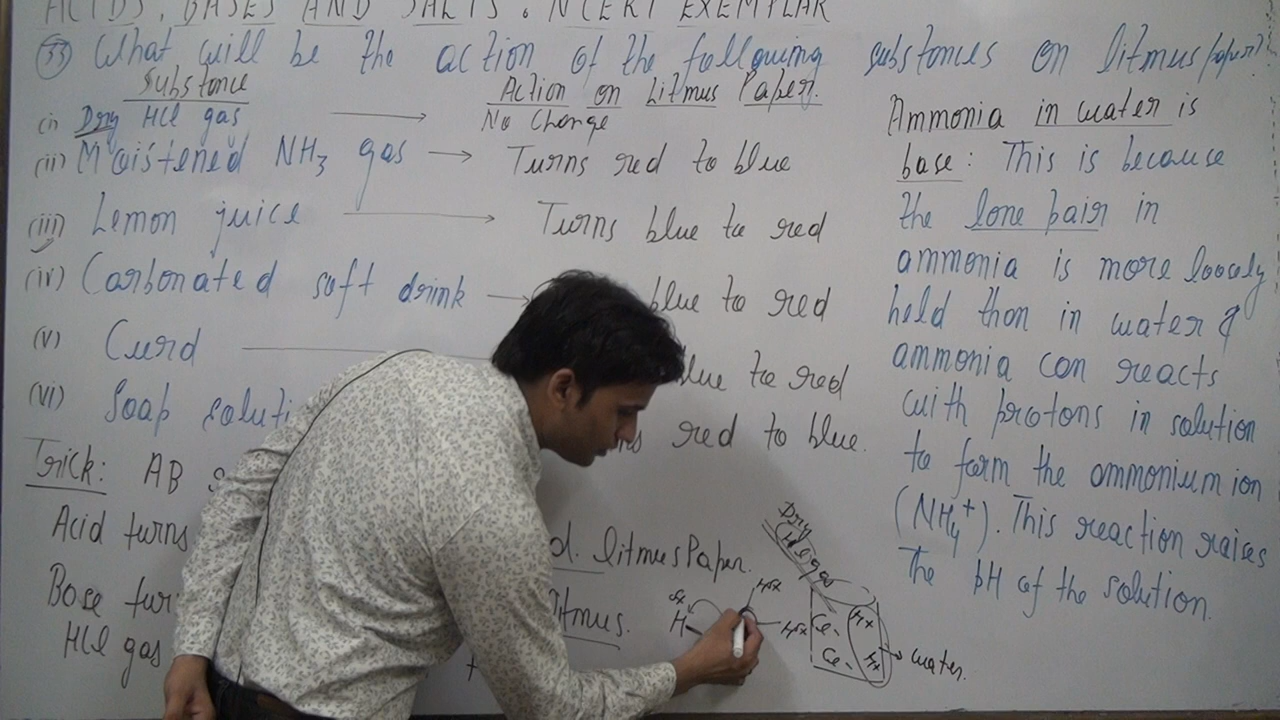 ACIDS, BASES AND SALTS. NCERT EXEMPLAR
(33) What will be the action of the following substances on litmus paper?
Substance
Action on Litmus Paper.
(i) Dry HCl gas → No Change
(ii) Moistened NH3 gas → Turns red to blue
(iii) Lemon juice → Turns blue to red
(iv) Carbonated soft drink → blue to red
(v) Curd blue to red
(vi) Soap red to blue.
Trick: AB
Acid turns litmus Paper.
Base
HCl gas
Ammonia in water is
base: This is because
the lone pair in
ammonia is more loosely
held than in water &
ammonia can reacts
with protons in solution
to form the ammonium ion
(NH4+). This reaction raises
The pH of the solution.
Dry
H
→ water.